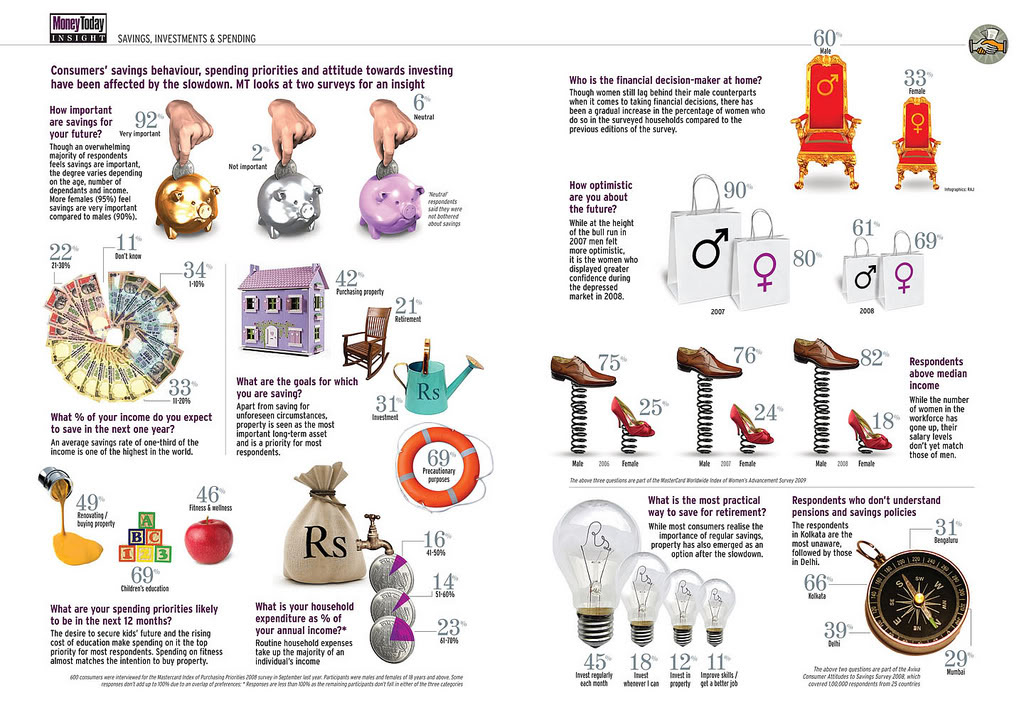 MoneyToday
INSIGHT
SAVINGS, INVESTMENTS & SPENDING
Consumers' savings behaviour, spending priorities and attitude towards investing
have been affected by the slowdown. MT looks at two surveys for an insight
How important
are savings for
your future?
Though an overwhelming
majority of respondents
feels savings are important,
the degree varies depending
on the age, number of
dependants and income.
More females (95%) feel
savings are very important
compared to males (90%).
92%
Very important
2%
Not important
6%
Neutral
'Neutral'
respondents
said they were
not bothered
about savings
22%
21-30%
11%
Don't know
34%
1-10%
33%
11-20%
What % of your income do you expect
to save in the next one year?
An average savings rate of one-third of the
income is one of the highest in the world.
42%
Purchasing property
21%
Retirement
31%
Investment
Rs
69%
Precautionary
purposes
What are the goals for which
you are saving?
Apart from saving for
unforeseen circumstances,
property is seen as the most
important long-term asset
and is a priority for most
respondents.
49%
Renovating /
buying property
46%
Fitness & wellness
A
B C
1 2 3
69%
Children's education
What are your spending priorities likely
to be in the next 12 months?
The desire to secure kids' future and the rising
cost of education make spending on it the top
priority for most respondents. Spending on fitness
almost matches the intention to buy property.
Rs
16%
41-50%
14%
51-60%
23%
61-70%
What is your household
expenditure as % of
your annual income?*
Routine household expenses
take up the majority of an
individual's income
600 consumers were interviewed for the Mastercard Index of Purchasing Priorities 2008 survey in September last year. Participants were males and females of 18 years and above. Some
responses don't add up to 100% due to an overlap of preferences; * Responses are less than 100% as the remaining participants don't fall in either of the three categories
Who is the financial decision-maker at home?
Though women still lag behind their male counterparts
when it comes to taking financial decisions, there has
been a gradual increase in the percentage of women who
do so in the surveyed households compared to the
previous editions of the survey.
60%
Male
33%
Female
Infographics: RAJ
How optimistic
are you about
the future?
While at the height
of the bull run in
2007 men felt
more optimistic,
it is the women who
displayed greater
confidence during
the depressed
market in 2008.
90%
80%
2007
61%
69%
2008
75%
25%
Male 2006 Female
76%
24%
Male 2007 Female
82%
18%
Male 2008 Female
Respondents
above median
income
While the number
of women in the
workforce has
gone up, their
salary levels
don't yet match
those of men.
The above three questions are part of the MasterCard Worldwide Index of Women's Advancement Survey 2009
What is the most practical
way to save for retirement?
While most consumers realise the
importance of regular savings,
property has also emerged as an
option after the slowdown.
45%
Invest regularly
each month
18%
Invest
whenever I can
12%
Invest in
property
11%
Improve skills /
get a better job
Respondents who don't understand
pensions and savings policies
The respondents
in Kolkata are the
most unaware,
followed by those
in Delhi.
31%
Bengaluru
66%
Kolkata
39%
Delhi
29%
Mumbai
The above two questions are part of the Aviva
Consumer Attitudes to Savings Survey 2008, which
covered 1,00,000 respondents from 25 countries